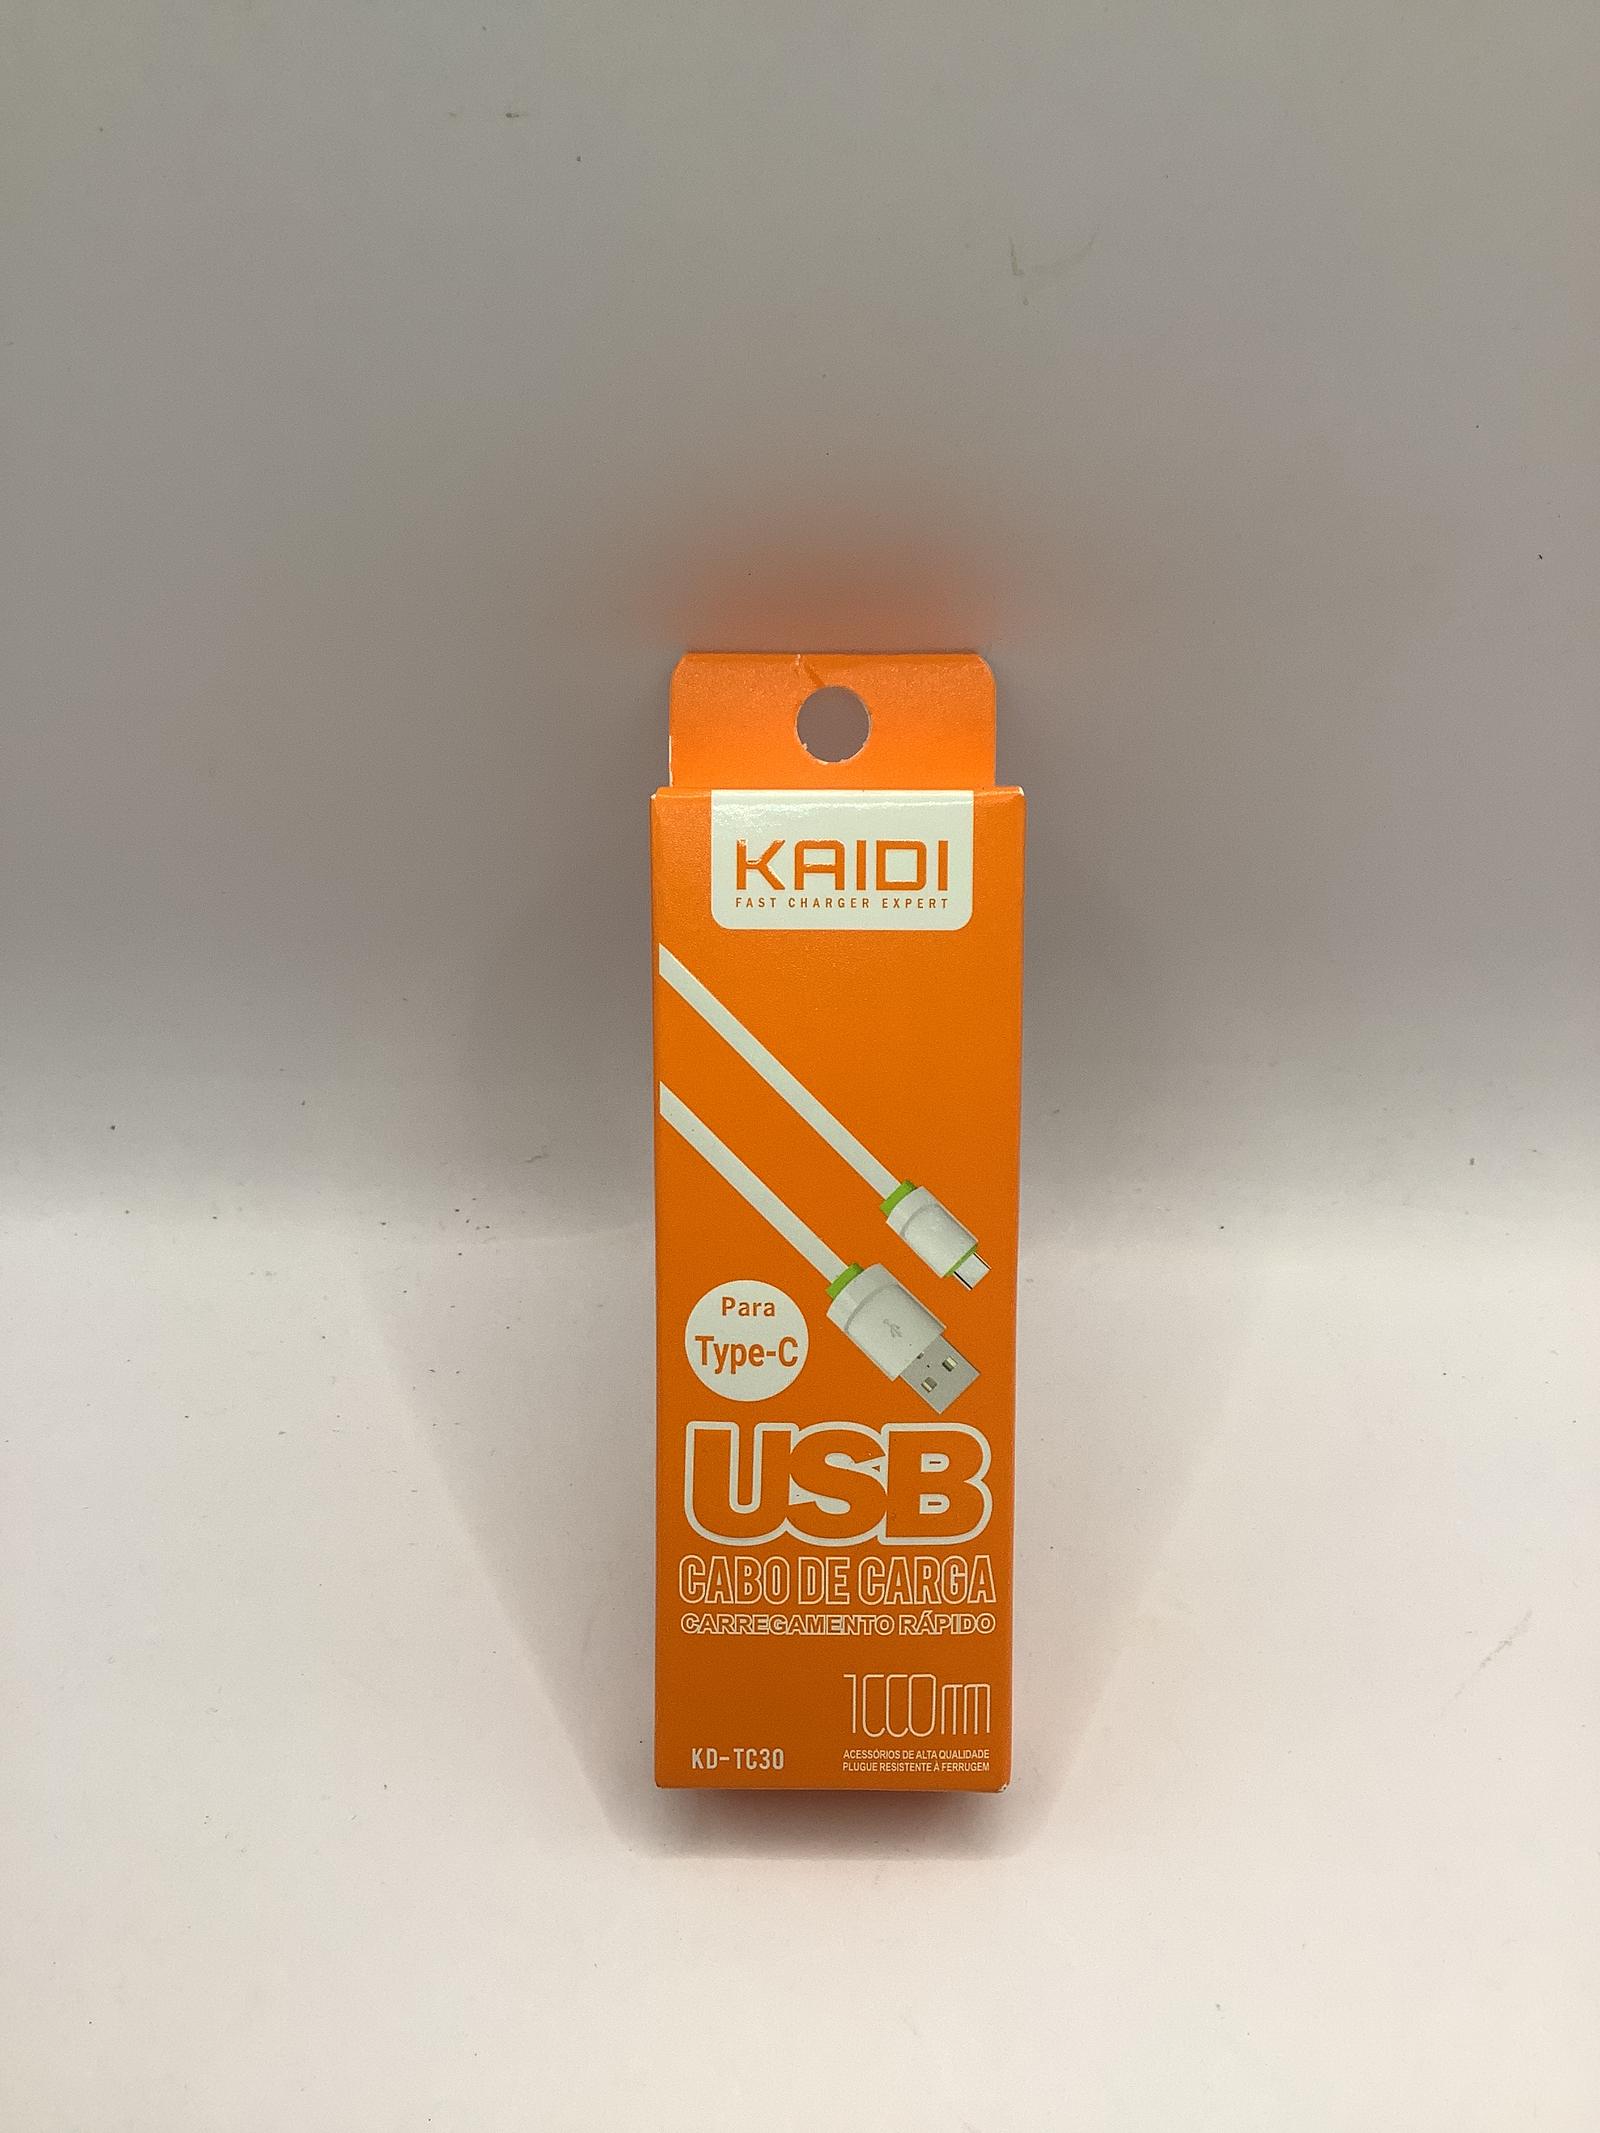 KAIDI
FAST CHARGER EXPERT
Para
Type-C
USB
CABO DE CARGA
CARREGAMENTO RÁPIDO
1000mm
KD-TC30
ACESSÓRIOS DE ALTA QUALIDADE
PLUGUE RESISTENTE À FERRUGEM